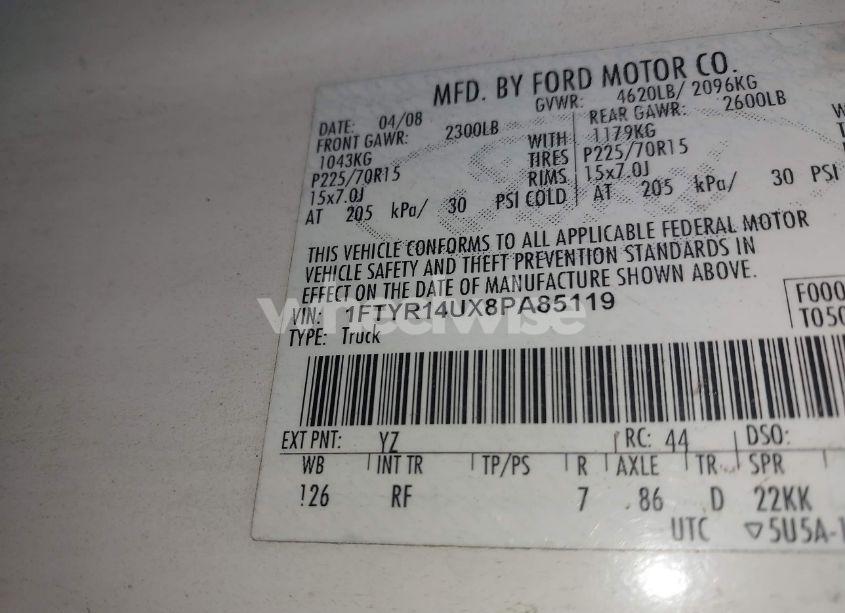 MFD. BY FORD MOTOR CO.
DATE: 04/08 GVWR: 4620LB/ 2096KG
FRONT GAWR: 2300LB REAR GAWR: 2600LB
1043KG WITH 1179KG
P225/70R15 TIRES P225/70R15
15x7.0J RIMS 15x7.0J
AT 205 kPa/ 30 PSI COLD AT 205 kPa/ 30 PSI
THIS VEHICLE CONFORMS TO ALL APPLICABLE FEDERAL MOTOR
VEHICLE SAFETY AND THEFT PREVENTION STANDARDS IN
EFFECT ON THE DATE OF MANUFACTURE SHOWN ABOVE.
VIN: 1FTYR14UX8PA85119 F000
TYPE: Truck T050
wheelwise
EXT PNT: YZ RC: 44 DSO:
WB INT TR TP/PS R AXLE TR SPR
126 RF 7 86 D 22KK
UTC ▽5U5A-1